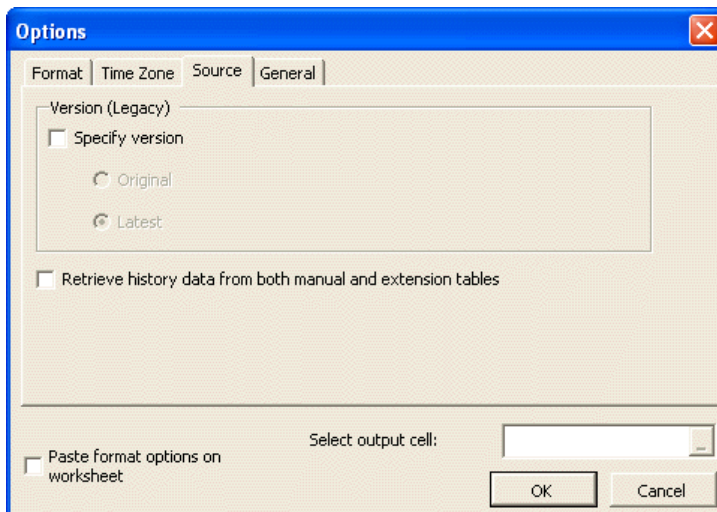 Options
Format Time Zone Source General
Version (Legacy)
Specify version
Original
Latest
Retrieve history data from both manual and extension tables
Select output cell:
Paste format options on
worksheet
OK Cancel